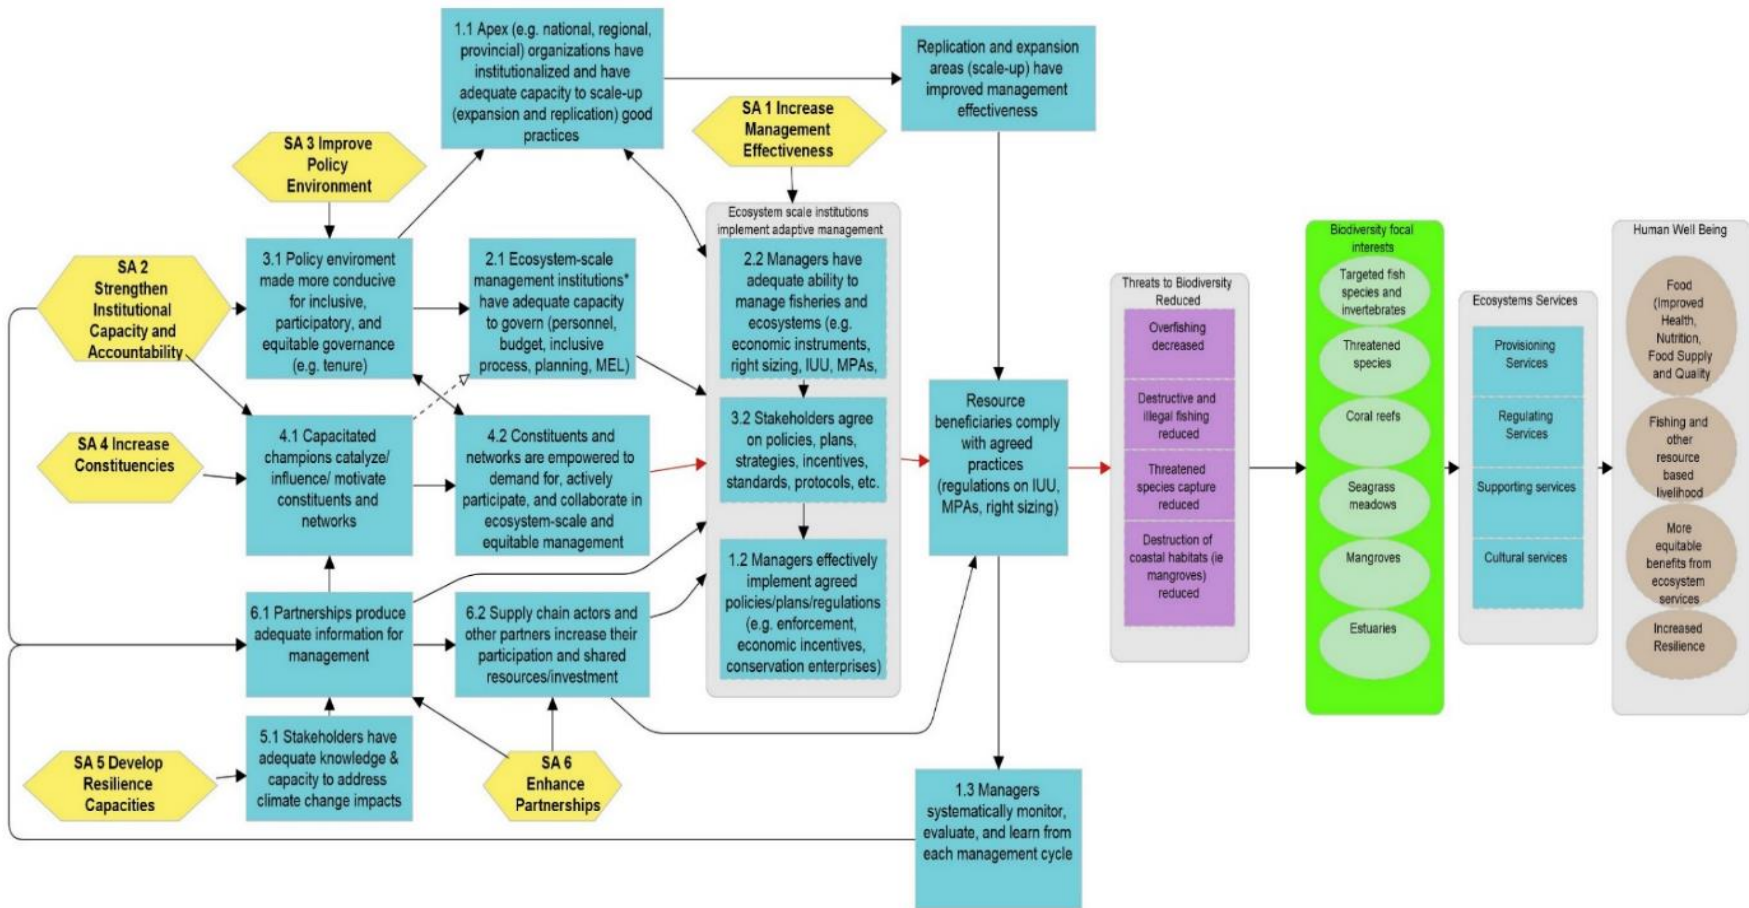 1.1 Apex (e.g. national, regional,
provincial) organizations have
institutionalized and have
adequate capacity to scale-up
(expansion and replication) good
practices
Replication and expansion
areas (scale-up) have
improved management
effectiveness
SA 1 Increase
Management
Effectiveness
SA 3 Improve
Policy
Environment
SA 2
Strengthen
Institutional
Capacity and
Accountability
3.1 Policy enviroment
made more conducive
for inclusive,
participatory, and
equitable governance
(e.g. tenure)
2.1 Ecosystem-scale
management institutions*
have adequate capacity
to govern (personnel,
budget, inclusive
process, planning, MEL)
Ecosystem scale institutions
implement adaptive management
2.2 Managers have
adequate ability to
manage fisheries and
ecosystems (e.g.
economic instruments,
right sizing, IUU, MPAs,
3.2 Stakeholders agree
on policies, plans,
strategies, incentives,
standards, protocols, etc.
1.2 Managers effectively
implement agreed
policies/plans/regulations
(e.g. enforcement,
economic incentives,
conservation enterprises)
SA 4 Increase
Constituencies
4.1 Capacitated
champions catalyze/
influence/ motivate
constituents and
networks
4.2 Constituents and
networks are empowered to
demand for, actively
participate, and collaborate in
ecosystem-scale and
equitable management
6.1 Partnerships produce
adequate information for
management
6.2 Supply chain actors and
other partners increase their
participation and shared
resources/investment
SA 5 Develop
Resilience
Capacities
5.1 Stakeholders have
adequate knowledge &
capacity to address
climate change impacts
SA 6
Enhance
Partnerships
Resource
beneficiaries comply
with agreed
practices
(regulations on IUU,
MPAs, right sizing)
1.3 Managers
systematically monitor,
evaluate, and learn from
each management cycle
Threats to Biodiversity
Reduced
Overfishing
decreased
Destructive and
illegal fishing
reduced
Threatened
species capture
reduced
Destruction of
coastal habitats (ie
mangroves)
reduced
Biodiversity focal
interests
Targeted fish
species and
invertebrates
Threatened
species
Coral reefs
Seagrass
meadows
Mangroves
Estuaries
Ecosystems Services
Provisioning
Services
Regulating
Services
Supporting services
Cultural services
Human Well Being
Food
(Improved
Health,
Nutrition,
Food Supply
and Quality
Fishing and
other
resource
based
livelihood
More
equitable
benefits from
ecosystem
services
Increased
Resilience